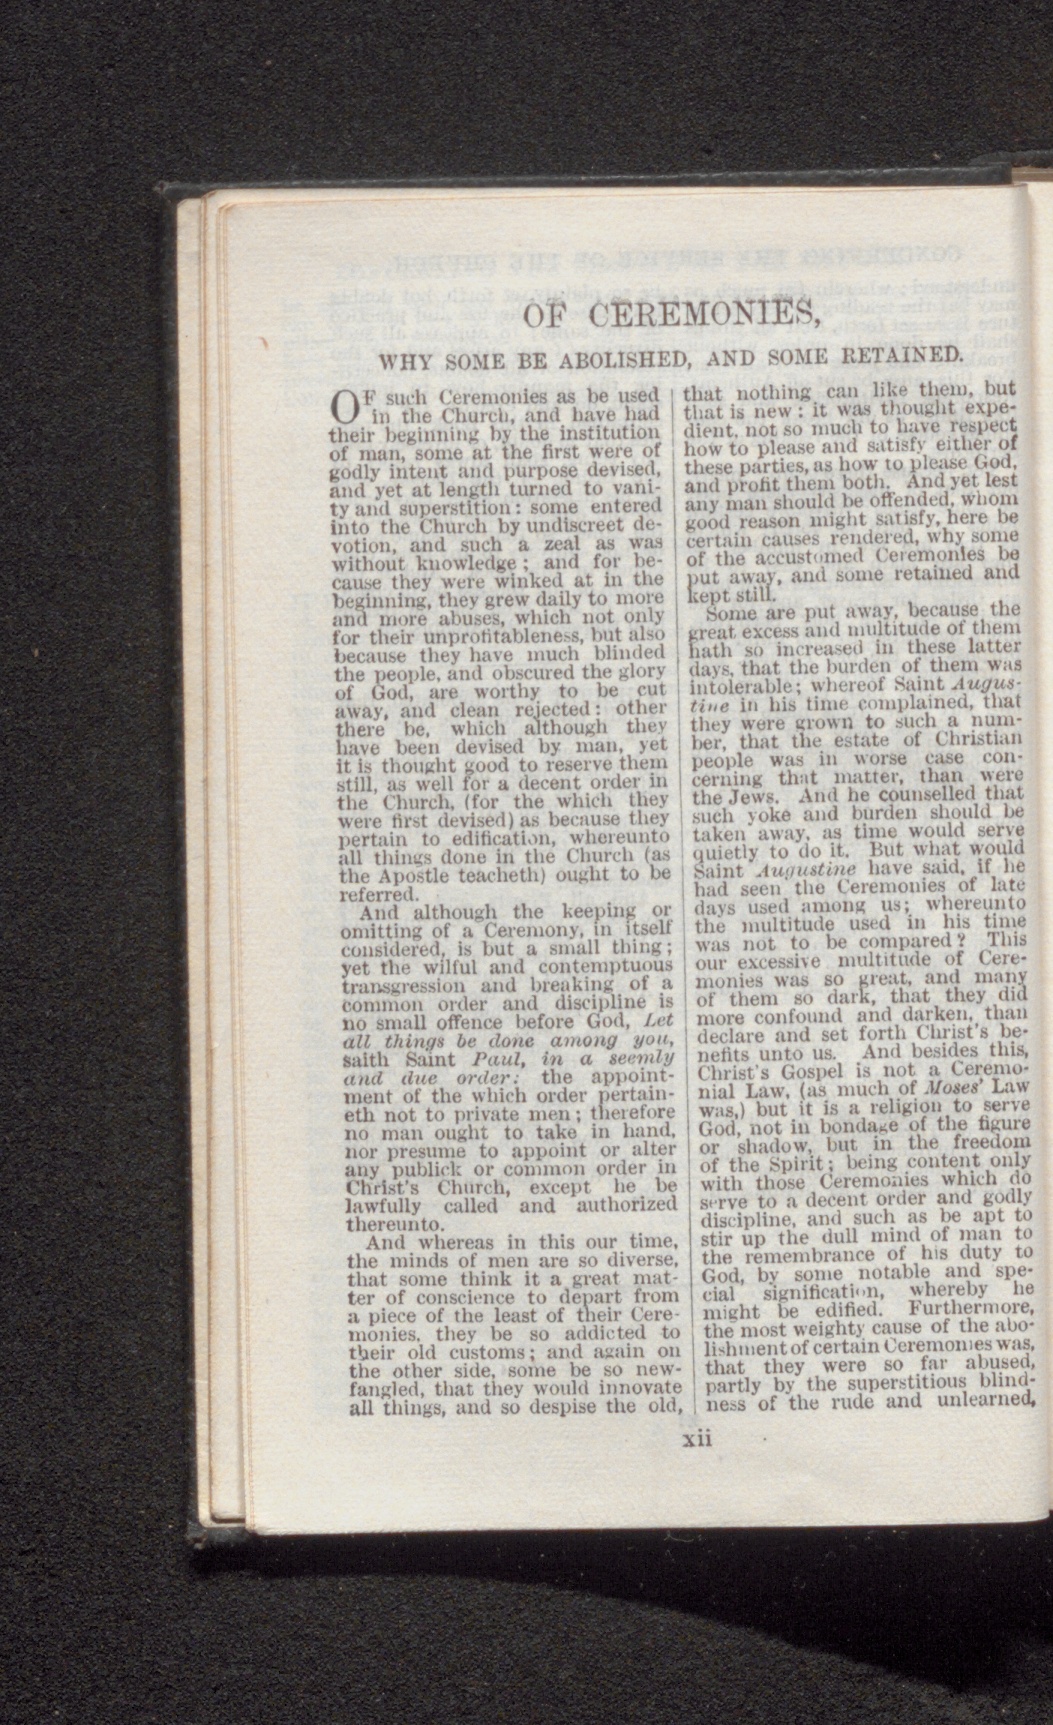 OF CEREMONIES,
WHY SOME BE ABOLISHED, AND SOME RETAINED.
OF such Ceremonies as be used
in the Church, and have had
their beginning by the institution
of man, some at the first were of
godly intent and purpose devised,
and yet at length turned to vani-
ty and superstition: some entered
into the Church by undiscreet de-
votion, and such a zeal as was
without knowledge; and for be-
cause they were winked at in the
beginning, they grew daily to more
and more abuses, which not only
for their unprofitableness, but also
because they have much blinded
the people, and obscured the glory
of God, are worthy to be cut
away, and clean rejected: other
there be, which although they
have been devised by man, yet
it is thought good to reserve them
still, as well for a decent order in
the Church, (for the which they
were first devised) as because they
pertain to edification, whereunto
all things done in the Church (as
the Apostle teacheth) ought to be
referred.
And although the keeping or
omitting of a Ceremony, in itself
considered, is but a small thing;
yet the wilful and contemptuous
transgression and breaking of a
common order and discipline is
no small offence before God, Let
all things be done among you,
saith Saint Paul, in a seemly
and due order: the appoint-
ment of the which order pertain-
eth not to private men; therefore
no man ought to take in hand,
nor presume to appoint or alter
any publick or common order in
Christ's Church, except he be
lawfully called and authorized
thereunto.
And whereas in this our time,
the minds of men are so diverse,
that some think it a great mat-
ter of conscience to depart from
a piece of the least of their Cere-
monies, they be so addicted to
their old customs; and again on
the other side, some be so new-
fangled, that they would innovate
all things, and so despise the old,
that nothing can like them, but
that is new: it was thought expe-
dient, not so much to have respect
how to please and satisfy either of
these parties, as how to please God,
and profit them both. And yet lest
any man should be offended, whom
good reason might satisfy, here be
certain causes rendered, why some
of the accustomed Ceremonies be
put away, and some retained and
kept still.
Some are put away, because the
great excess and multitude of them
hath so increased in these latter
days, that the burden of them was
intolerable; whereof Saint Augus-
tine in his time complained, that
they were grown to such a num-
ber, that the estate of Christian
people was in worse case con-
cerning that matter, than were
the Jews. And he counselled that
such yoke and burden should be
taken away, as time would serve
quietly to do it. But what would
Saint Augustine have said, if he
had seen the Ceremonies of late
days used among us; whereunto
the multitude used in his time
was not to be compared? This
our excessive multitude of Cere-
monies was so great, and many
of them so dark, that they did
more confound and darken, than
declare and set forth Christ's be-
nefits unto us. And besides this,
Christ's Gospel is not a Ceremo-
nial Law, (as much of Moses' Law
was,) but it is a religion to serve
God, not in bondage of the figure
or shadow, but in the freedom
of the Spirit; being content only
with those Ceremonies which do
serve to a decent order and godly
discipline, and such as be apt to
stir up the dull mind of man to
the remembrance of his duty to
God, by some notable and spe-
cial signification, whereby he
might be edified. Furthermore,
the most weighty cause of the abo-
lishment of certain Ceremonies was,
that they were so far abused,
partly by the superstitious blind-
ness of the rude and unlearned,
xii